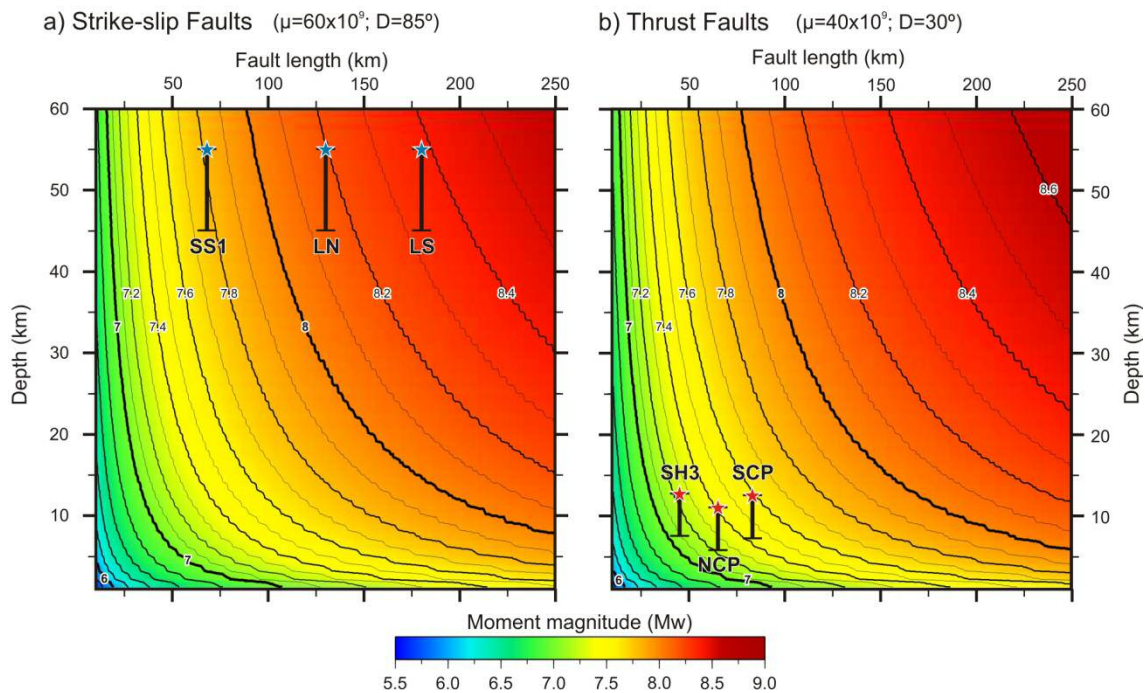 a) Strike-slip Faults (μ=60x10⁹; D=85º)
Fault length (km)
50 100 150 200 250
60
50
40
30
20
10
Depth (km)
SS1 LN LS
7.2 7.6 7.8 8.2 8.4
7 7.4 8
7
6
b) Thrust Faults (μ=40x10⁹; D=30º)
Fault length (km)
50 100 150 200 250
60
50
40
30
20
10
Depth (km)
8.6
7.2 7.6 7.8 8 8.2 8.4
7 7.4
SH3 SCP
NCP
7
6
Moment magnitude (Mw)
5.5 6.0 6.5 7.0 7.5 8.0 8.5 9.0